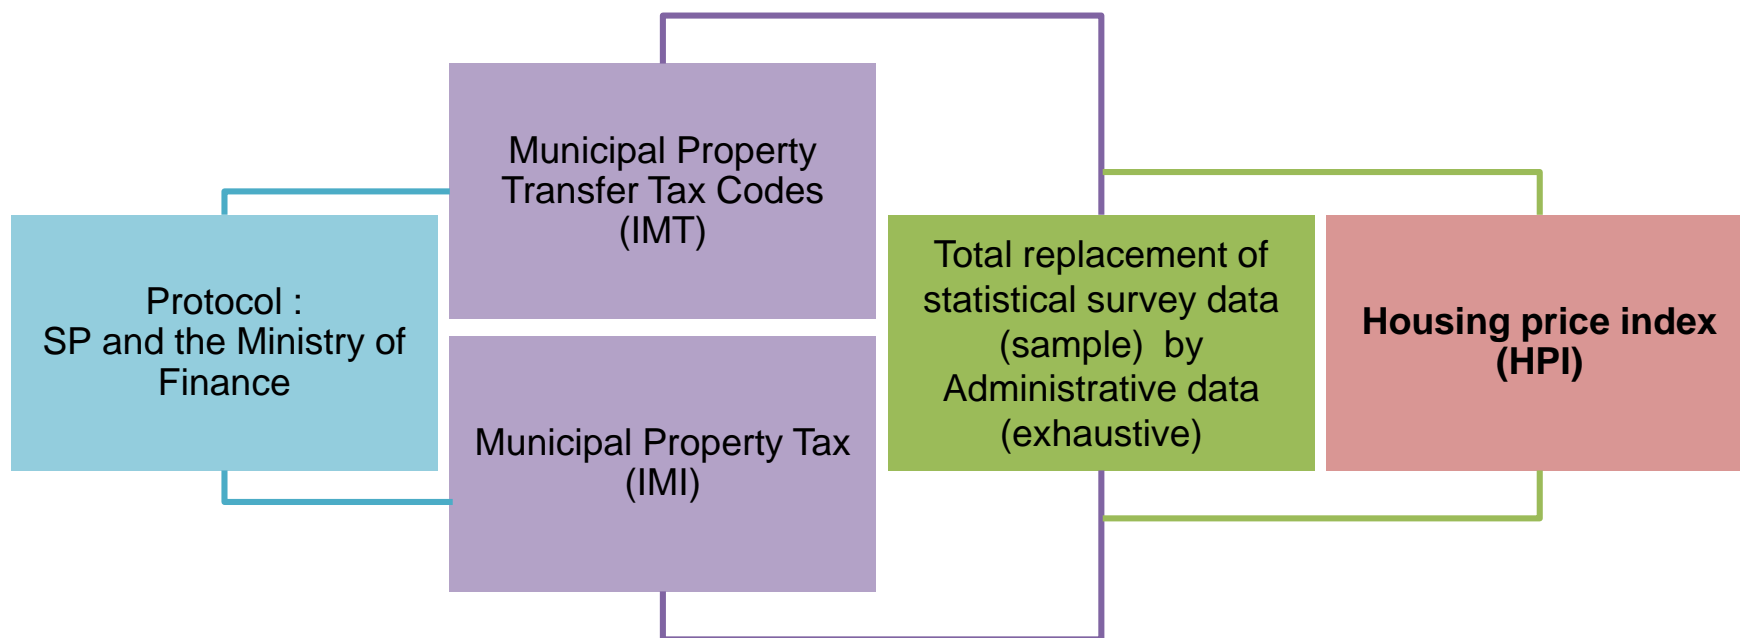 Protocol :
SP and the Ministry of
Finance
Municipal Property
Transfer Tax Codes
(IMT)
Municipal Property Tax
(IMI)
Total replacement of
statistical survey data
(sample) by
Administrative data
(exhaustive)
Housing price index
(HPI)